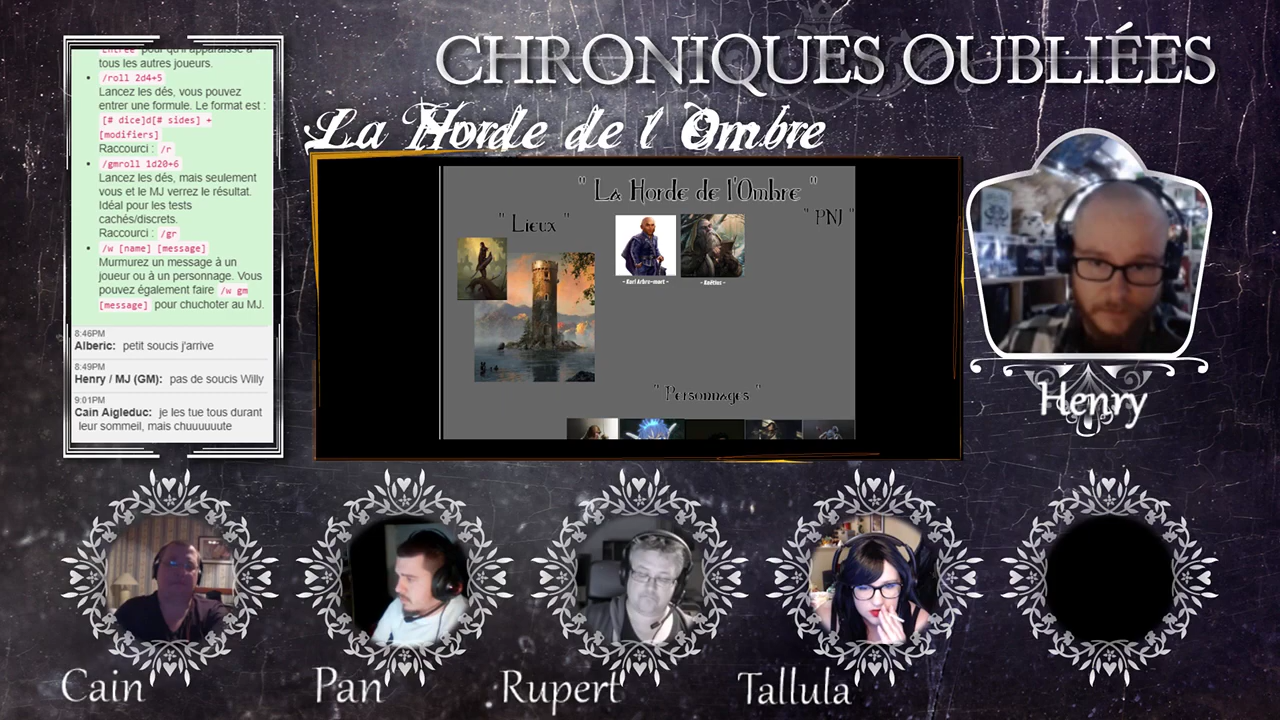 CHRONIQUES OUBLIÉES
La Horde de l Ombre
Entrée pour qu'il apparaisse à
tous les autres joueurs.
/roll 2d4+5
Lancez les dés, vous pouvez
entrer une formule. Le format est :
[# dice]d[# sides] +
[modifiers]
Raccourci : /r
/gmroll 1d20+6
Lancez les dés, mais seulement
vous et le MJ verrez le résultat.
Idéal pour les tests
cachés/discrets.
Raccourci : /gr
/w [name] [message]
Murmurez un message à un
joueur ou à un personnage. Vous
pouvez également faire /w gm
[message] pour chuchoter au MJ.
8:46PM
Alberic: petit soucis j'arrive
8:49PM
Henry / MJ (GM): pas de soucis Willy
9:01PM
Cain Aigleduc: je les tue tous durant
leur sommeil, mais chuuuuuute
" La Horde de l'Ombre "
" Lieux "
" PNJ "
- Karl Arbre-mort -
" Personnages "
Henry
Cain
Pan
Rupert
Tallula